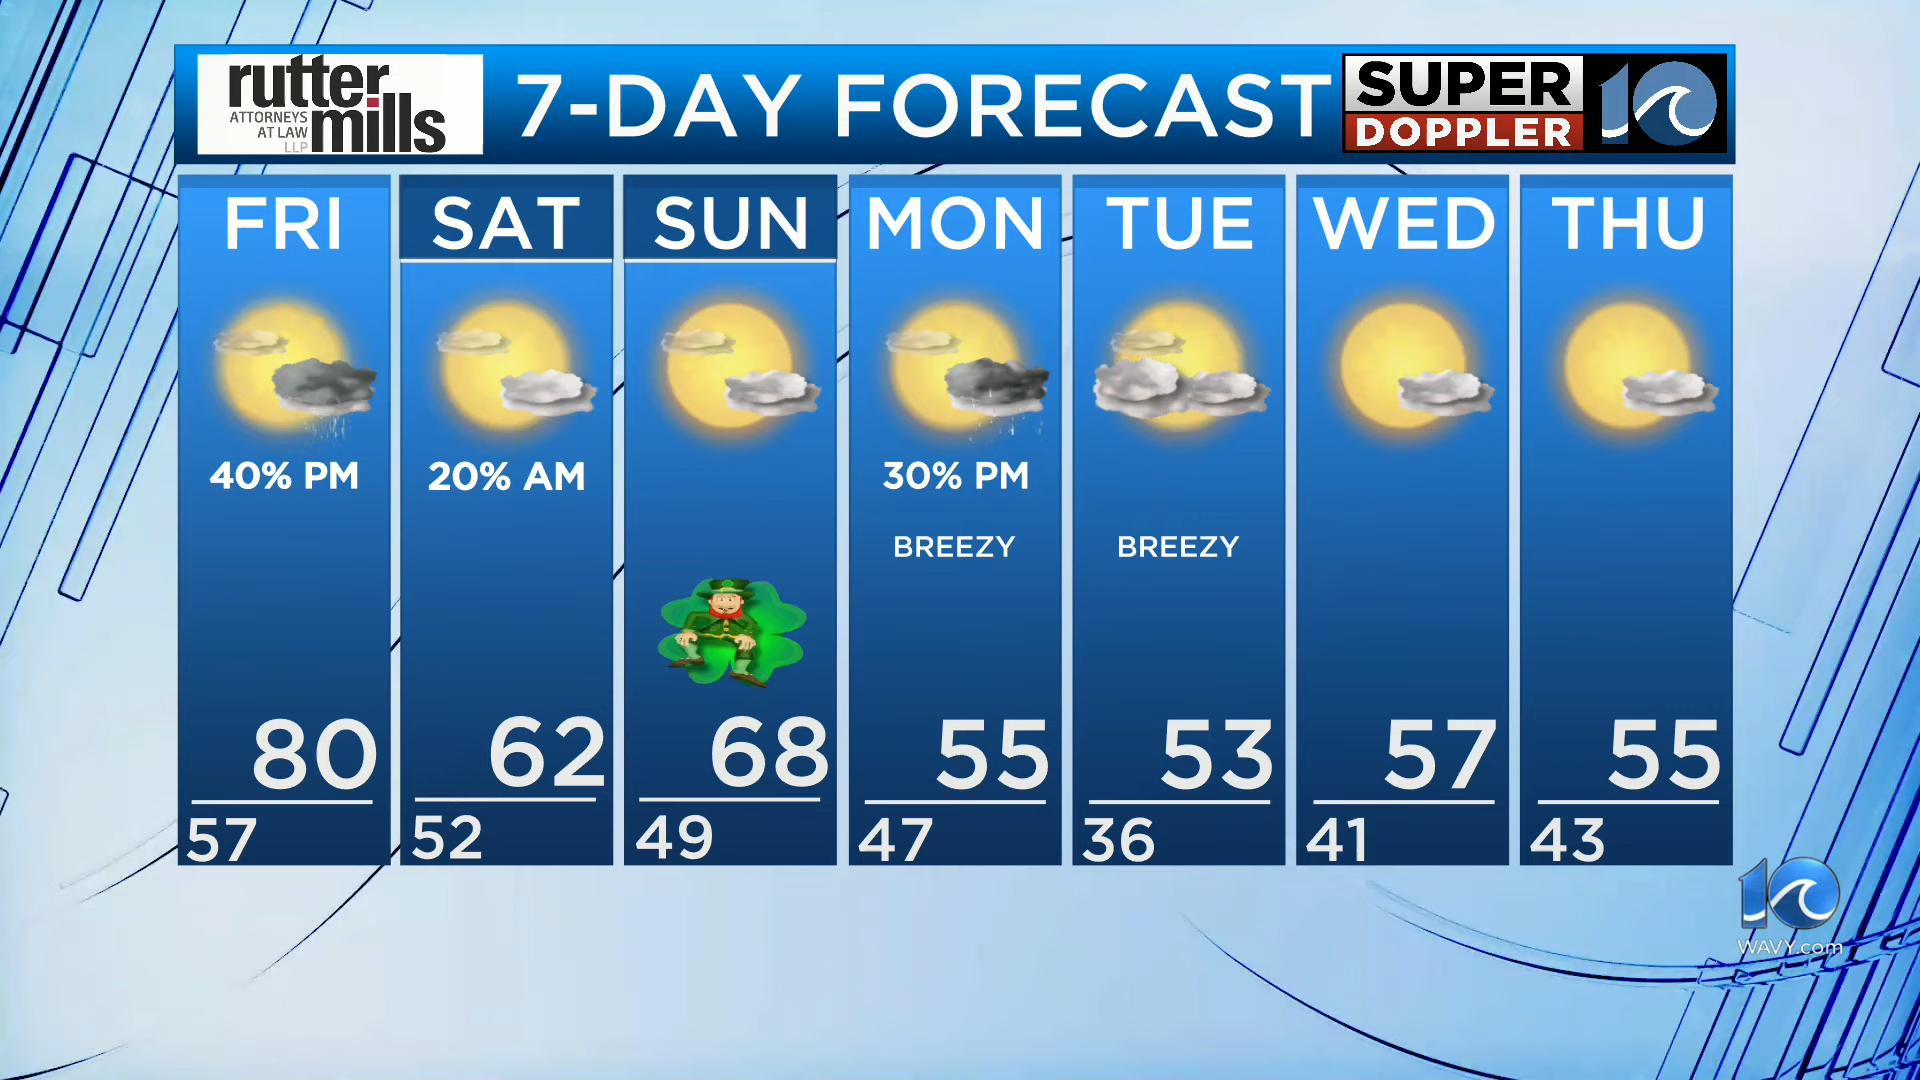 rutter
ATTORNEYS
AT LAW
LLP
mills
7-DAY FORECAST
SUPER
DOPPLER
10
FRI
SAT
SUN
MON
TUE
WED
THU
40% PM
20% AM
30% PM
BREEZY
BREEZY
80
62
68
55
53
57
55
57
52
49
47
36
41
43
10
WAVY.com